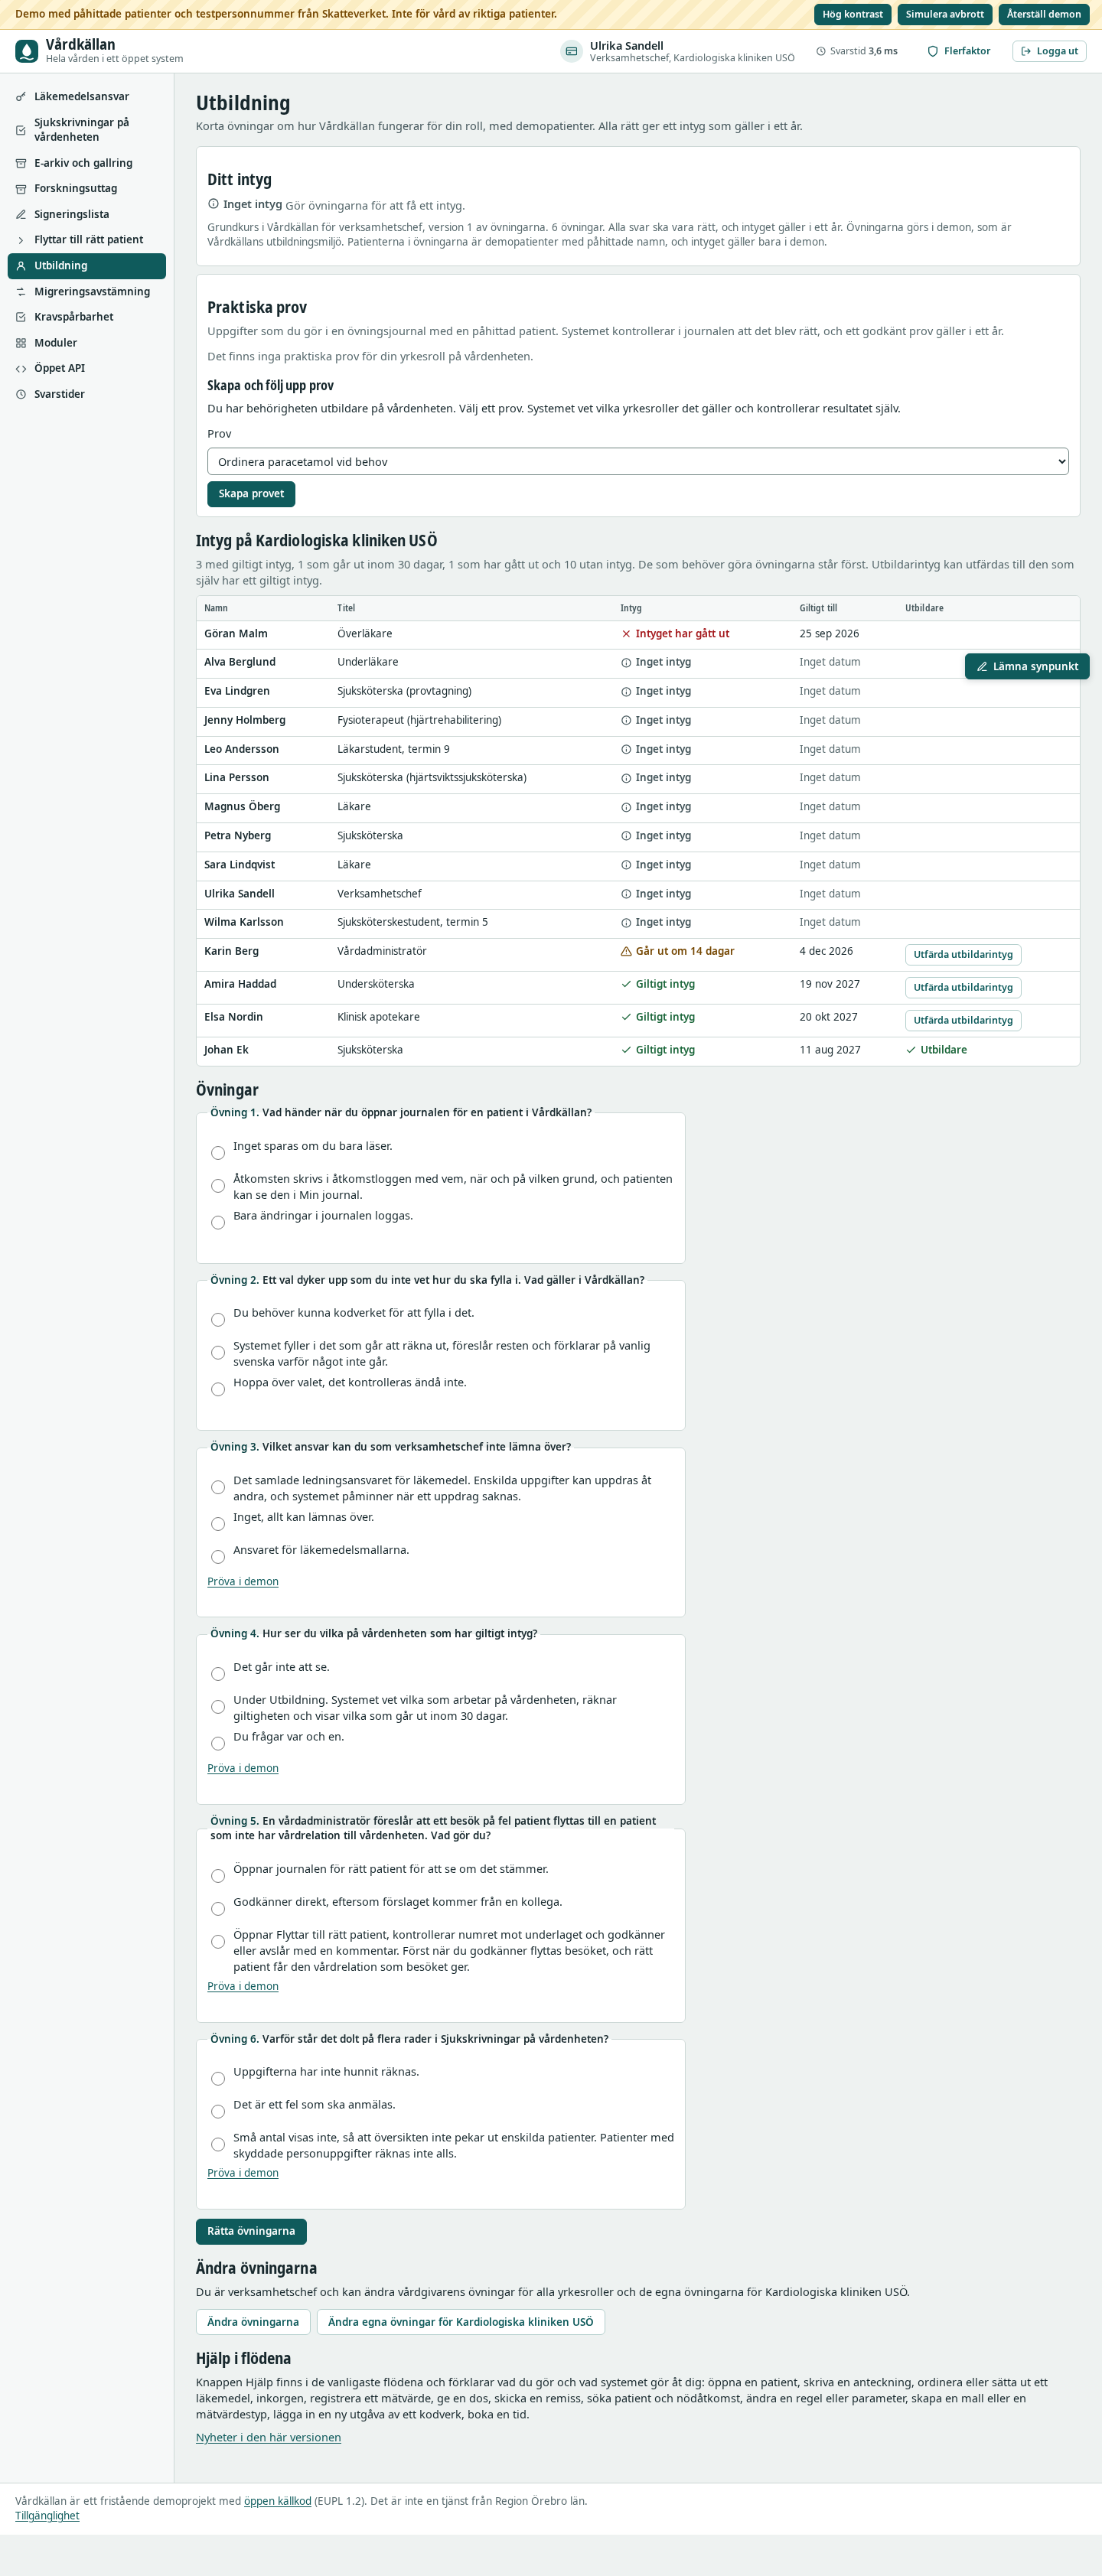 Demo med påhittade patienter och testpersonnummer från Skatteverket. Inte för vård av riktiga patienter.
Hög kontrast
Simulera avbrott
Återställ demon
Vårdkällan
Hela vården i ett öppet system
Ulrika Sandell
Verksamhetschef, Kardiologiska kliniken USÖ
Svarstid 3,6 ms
Flerfaktor
Logga ut
Läkemedelsansvar
Sjukskrivningar på
vårdenheten
E-arkiv och gallring
Forskningsuttag
Signeringslista
Flyttar till rätt patient
Utbildning
Migreringsavstämning
Kravspårbarhet
Moduler
Öppet API
Svarstider
Utbildning
Korta övningar om hur Vårdkällan fungerar för din roll, med demopatienter. Alla rätt ger ett intyg som gäller i ett år.
Ditt intyg
Inget intyg Gör övningarna för att få ett intyg.
Grundkurs i Vårdkällan för verksamhetschef, version 1 av övningarna. 6 övningar. Alla svar ska vara rätt, och intyget gäller i ett år. Övningarna görs i demon, som är
Vårdkällans utbildningsmiljö. Patienterna i övningarna är demopatienter med påhittade namn, och intyget gäller bara i demon.
Praktiska prov
Uppgifter som du gör i en övningsjournal med en påhittad patient. Systemet kontrollerar i journalen att det blev rätt, och ett godkänt prov gäller i ett år.
Det finns inga praktiska prov för din yrkesroll på vårdenheten.
Skapa och följ upp prov
Du har behörigheten utbildare på vårdenheten. Välj ett prov. Systemet vet vilka yrkesroller det gäller och kontrollerar resultatet själv.
Prov
Ordinera paracetamol vid behov
Skapa provet
Intyg på Kardiologiska kliniken USÖ
3 med giltigt intyg, 1 som går ut inom 30 dagar, 1 som har gått ut och 10 utan intyg. De som behöver göra övningarna står först. Utbildarintyg kan utfärdas till den som
själv har ett giltigt intyg.
Namn Titel Intyg Giltigt till Utbildare
Göran Malm Överläkare Intyget har gått ut 25 sep 2026
Alva Berglund Underläkare Inget intyg Inget datum
Lämna synpunkt
Eva Lindgren Sjuksköterska (provtagning) Inget intyg Inget datum
Jenny Holmberg Fysioterapeut (hjärtrehabilitering) Inget intyg Inget datum
Leo Andersson Läkarstudent, termin 9 Inget intyg Inget datum
Lina Persson Sjuksköterska (hjärtsviktssjuksköterska) Inget intyg Inget datum
Magnus Öberg Läkare Inget intyg Inget datum
Petra Nyberg Sjuksköterska Inget intyg Inget datum
Sara Lindqvist Läkare Inget intyg Inget datum
Ulrika Sandell Verksamhetschef Inget intyg Inget datum
Wilma Karlsson Sjuksköterskestudent, termin 5 Inget intyg Inget datum
Karin Berg Vårdadministratör Går ut om 14 dagar 4 dec 2026 Utfärda utbildarintyg
Amira Haddad Undersköterska Giltigt intyg 19 nov 2027 Utfärda utbildarintyg
Elsa Nordin Klinisk apotekare Giltigt intyg 20 okt 2027 Utfärda utbildarintyg
Johan Ek Sjuksköterska Giltigt intyg 11 aug 2027 Utbildare
Övningar
Övning 1. Vad händer när du öppnar journalen för en patient i Vårdkällan?
Inget sparas om du bara läser.
Åtkomsten skrivs i åtkomstloggen med vem, när och på vilken grund, och patienten
kan se den i Min journal.
Bara ändringar i journalen loggas.
Övning 2. Ett val dyker upp som du inte vet hur du ska fylla i. Vad gäller i Vårdkällan?
Du behöver kunna kodverket för att fylla i det.
Systemet fyller i det som går att räkna ut, föreslår resten och förklarar på vanlig
svenska varför något inte går.
Hoppa över valet, det kontrolleras ändå inte.
Övning 3. Vilket ansvar kan du som verksamhetschef inte lämna över?
Det samlade ledningsansvaret för läkemedel. Enskilda uppgifter kan uppdras åt
andra, och systemet påminner när ett uppdrag saknas.
Inget, allt kan lämnas över.
Ansvaret för läkemedelsmallarna.
Pröva i demon
Övning 4. Hur ser du vilka på vårdenheten som har giltigt intyg?
Det går inte att se.
Under Utbildning. Systemet vet vilka som arbetar på vårdenheten, räknar
giltigheten och visar vilka som går ut inom 30 dagar.
Du frågar var och en.
Pröva i demon
Övning 5. En vårdadministratör föreslår att ett besök på fel patient flyttas till en patient
som inte har vårdrelation till vårdenheten. Vad gör du?
Öppnar journalen för rätt patient för att se om det stämmer.
Godkänner direkt, eftersom förslaget kommer från en kollega.
Öppnar Flyttar till rätt patient, kontrollerar numret mot underlaget och godkänner
eller avslår med en kommentar. Först när du godkänner flyttas besöket, och rätt
patient får den vårdrelation som besöket ger.
Pröva i demon
Övning 6. Varför står det dolt på flera rader i Sjukskrivningar på vårdenheten?
Uppgifterna har inte hunnit räknas.
Det är ett fel som ska anmälas.
Små antal visas inte, så att översikten inte pekar ut enskilda patienter. Patienter med
skyddade personuppgifter räknas inte alls.
Pröva i demon
Rätta övningarna
Ändra övningarna
Du är verksamhetschef och kan ändra vårdgivarens övningar för alla yrkesroller och de egna övningarna för Kardiologiska kliniken USÖ.
Ändra övningarna
Ändra egna övningar för Kardiologiska kliniken USÖ
Hjälp i flödena
Knappen Hjälp finns i de vanligaste flödena och förklarar vad du gör och vad systemet gör åt dig: öppna en patient, skriva en anteckning, ordinera eller sätta ut ett
läkemedel, inkorgen, registrera ett mätvärde, ge en dos, skicka en remiss, söka patient och nödåtkomst, ändra en regel eller parameter, skapa en mall eller en
mätvärdestyp, lägga in en ny utgåva av ett kodverk, boka en tid.
Nyheter i den här versionen
Vårdkällan är ett fristående demoprojekt med öppen källkod (EUPL 1.2). Det är inte en tjänst från Region Örebro län.
Tillgänglighet